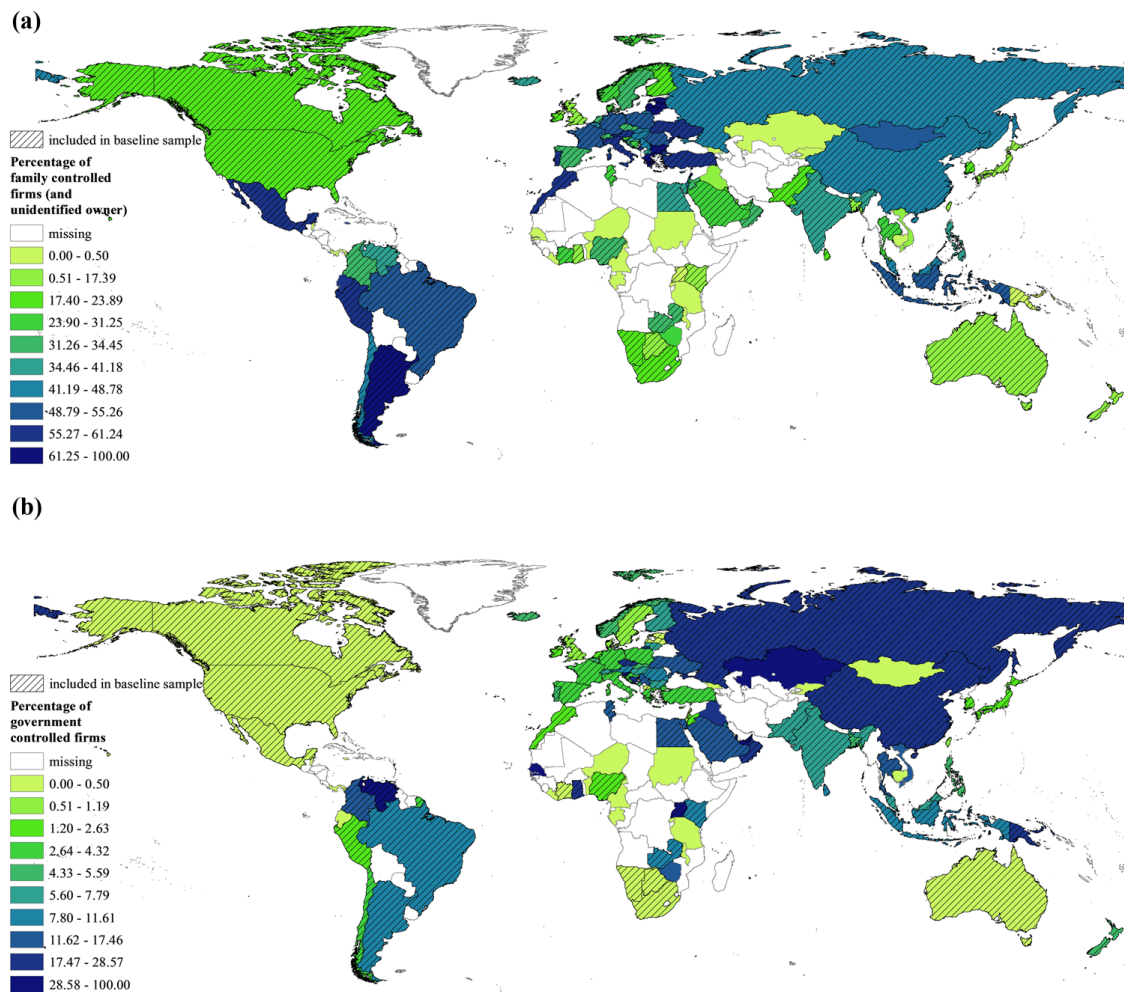 (a)
included in baseline sample
Percentage of
family controlled
firms (and
unidentified owner)
missing
0.00 - 0.50
0.51 - 17.39
17.40 - 23.89
23.90 - 31.25
31.26 - 34.45
34.46 - 41.18
41.19 - 48.78
48.79 - 55.26
55.27 - 61.24
61.25 - 100.00
(b)
included in baseline sample
Percentage of
government
controlled firms
missing
0.00 - 0.50
0.51 - 1.19
1.20 - 2.63
2.64 - 4.32
4.33 - 5.59
5.60 - 7.79
7.80 - 11.61
11.62 - 17.46
17.47 - 28.57
28.58 - 100.00